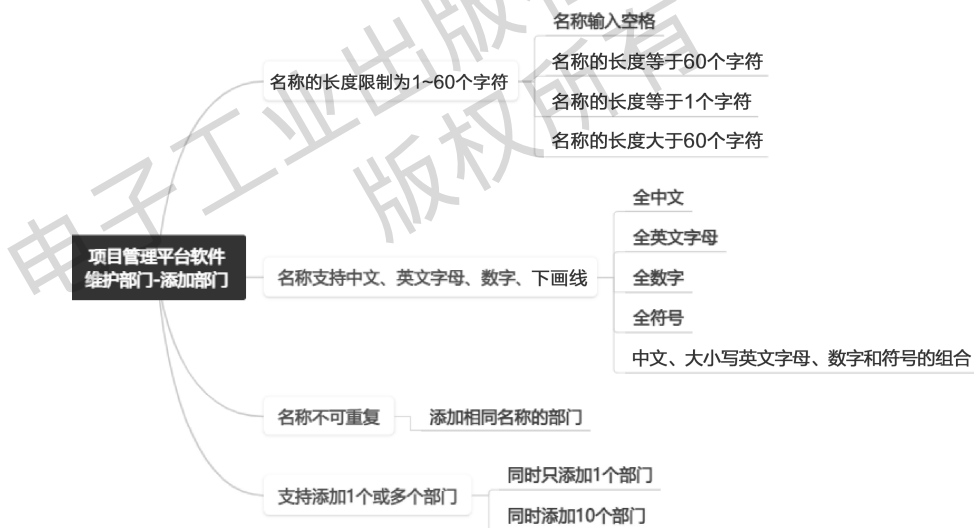 名称输入空格
名称的长度限制为1~60个字符
名称的长度等于60个字符
名称的长度等于1个字符
名称的长度大于60个字符
项目管理平台软件
维护部门-添加部门
名称支持中文、英文字母、数字、下画线
全中文
全英文字母
全数字
全符号
中文、大小写英文字母、数字和符号的组合
名称不可重复
添加相同名称的部门
支持添加1个或多个部门
同时只添加1个部门
同时添加10个部门
电子工业出版
版权所有